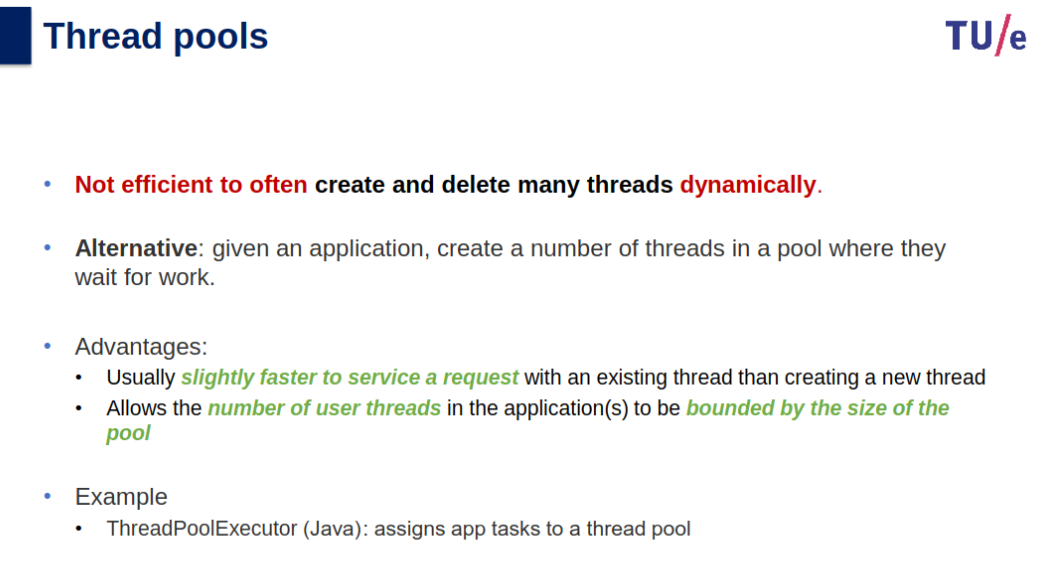 Thread pools
TU/e
• Not efficient to often create and delete many threads dynamically.
• Alternative: given an application, create a number of threads in a pool where they
wait for work.
• Advantages:
• Usually slightly faster to service a request with an existing thread than creating a new thread
• Allows the number of user threads in the application(s) to be bounded by the size of the
pool
• Example
• ThreadPoolExecutor (Java): assigns app tasks to a thread pool